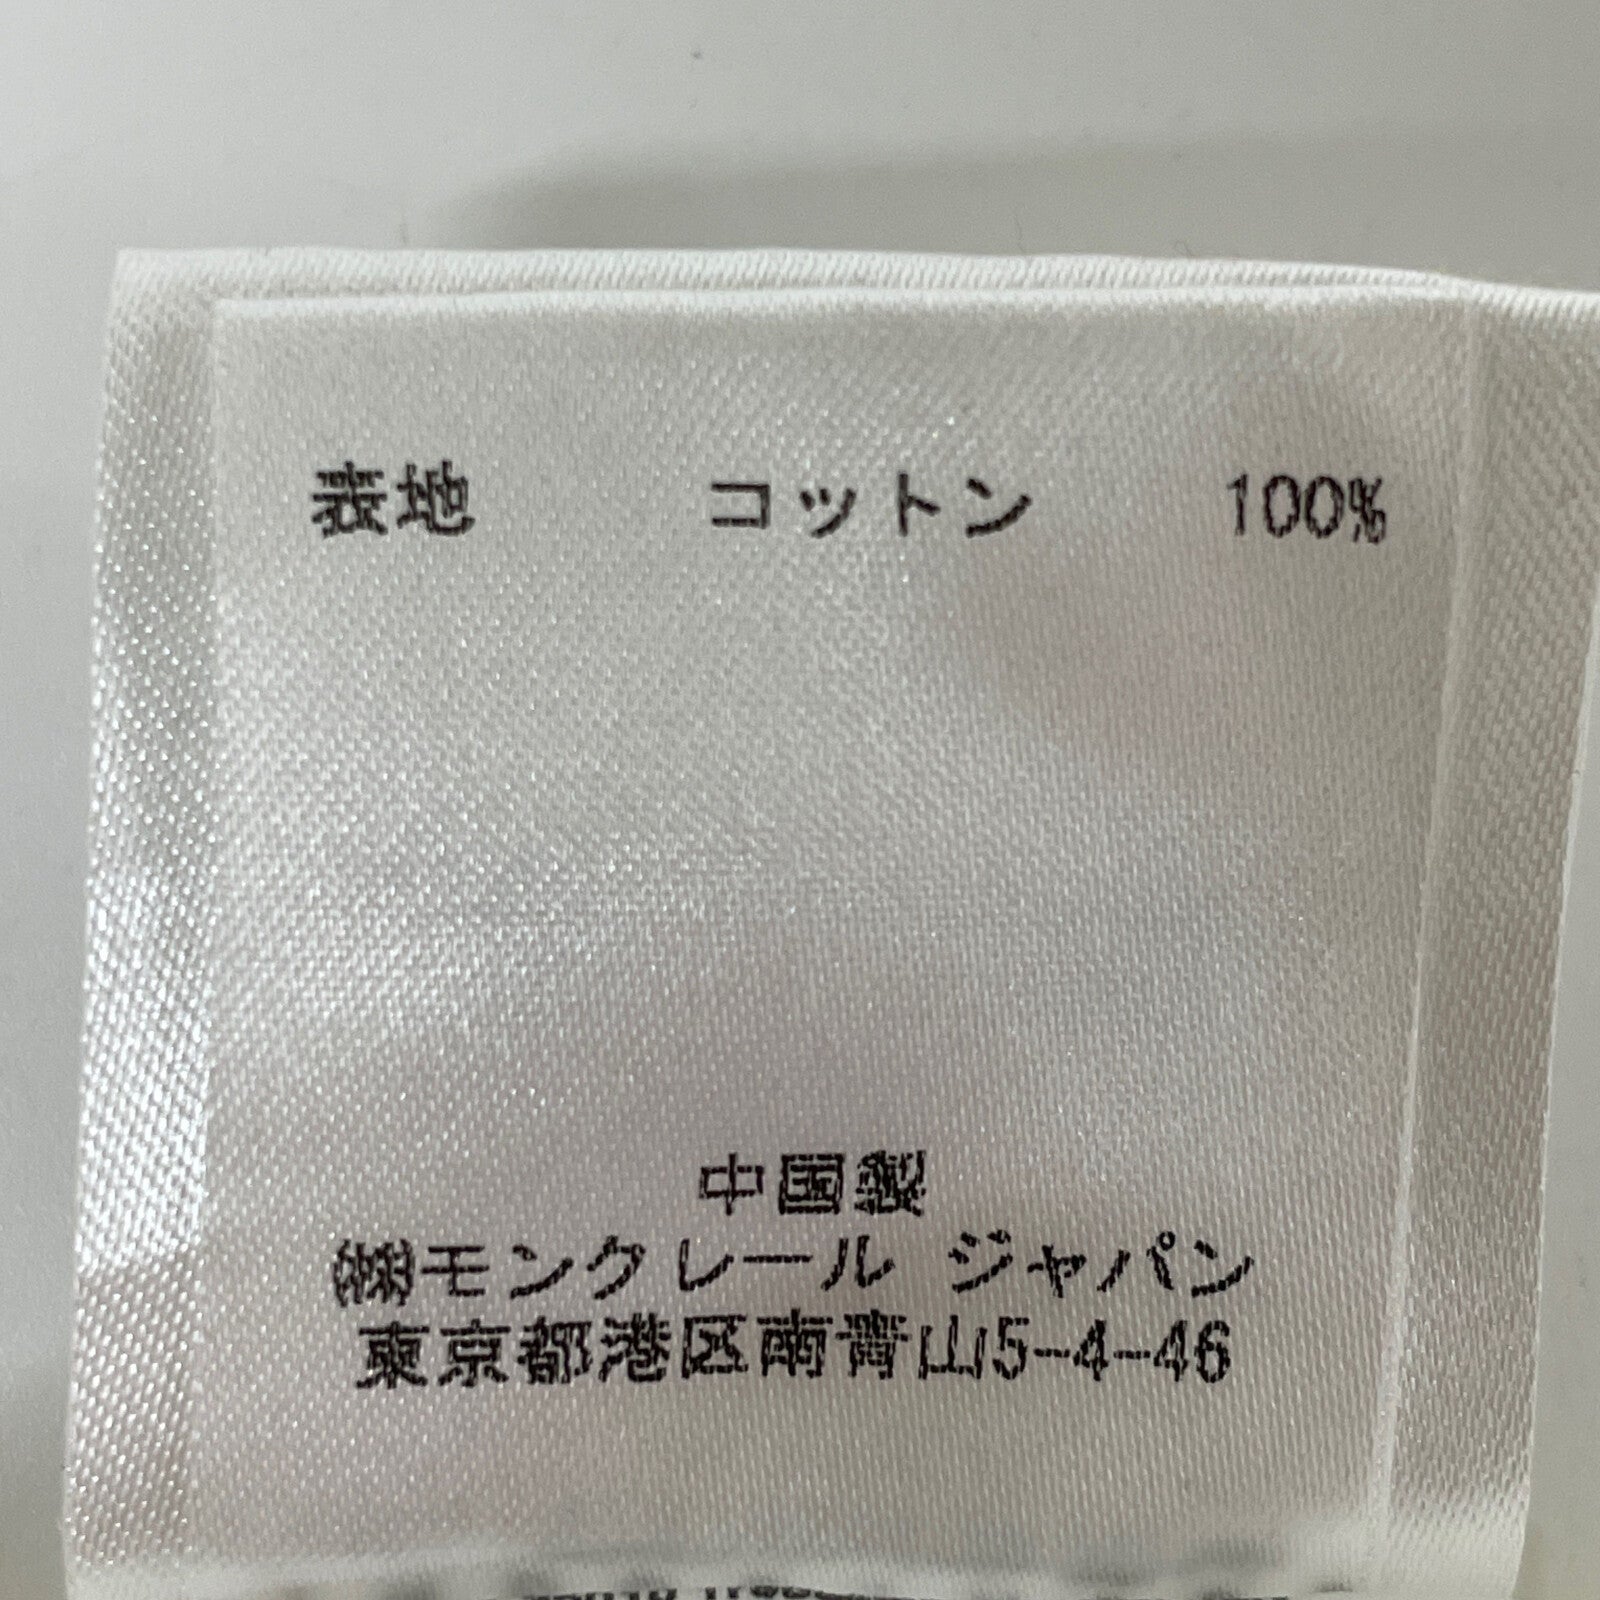 表地 コットン 100%
中国製
㈱モンクレール ジャパン
東京都港区南青山5-4-46